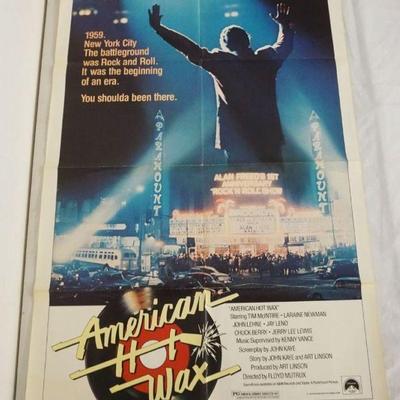 1959.
New York City
The battleground
was Rock and Roll.
It was the beginning
of an era.
You shoulda been there.
PARAMOUNT
PARAMOUNT
ALAN FREED'S 1ST
ANNIVERSARY
ROCK 'N ROLL SHOW
American
Hot
Wax
"AMERICAN HOT WAX"
Starring TIM McINTIRE • LARAINE NEWMAN
JOHN LEHNE • JAY LENO
CHUCK BERRY • JERRY LEE LEWIS
Music Supervised by KENNY VANCE
Screenplay by JOHN KAYE
Story by JOHN KAYE and ART LINSON
Produced by ART LINSON
Directed by FLOYD MUTRUX
PG